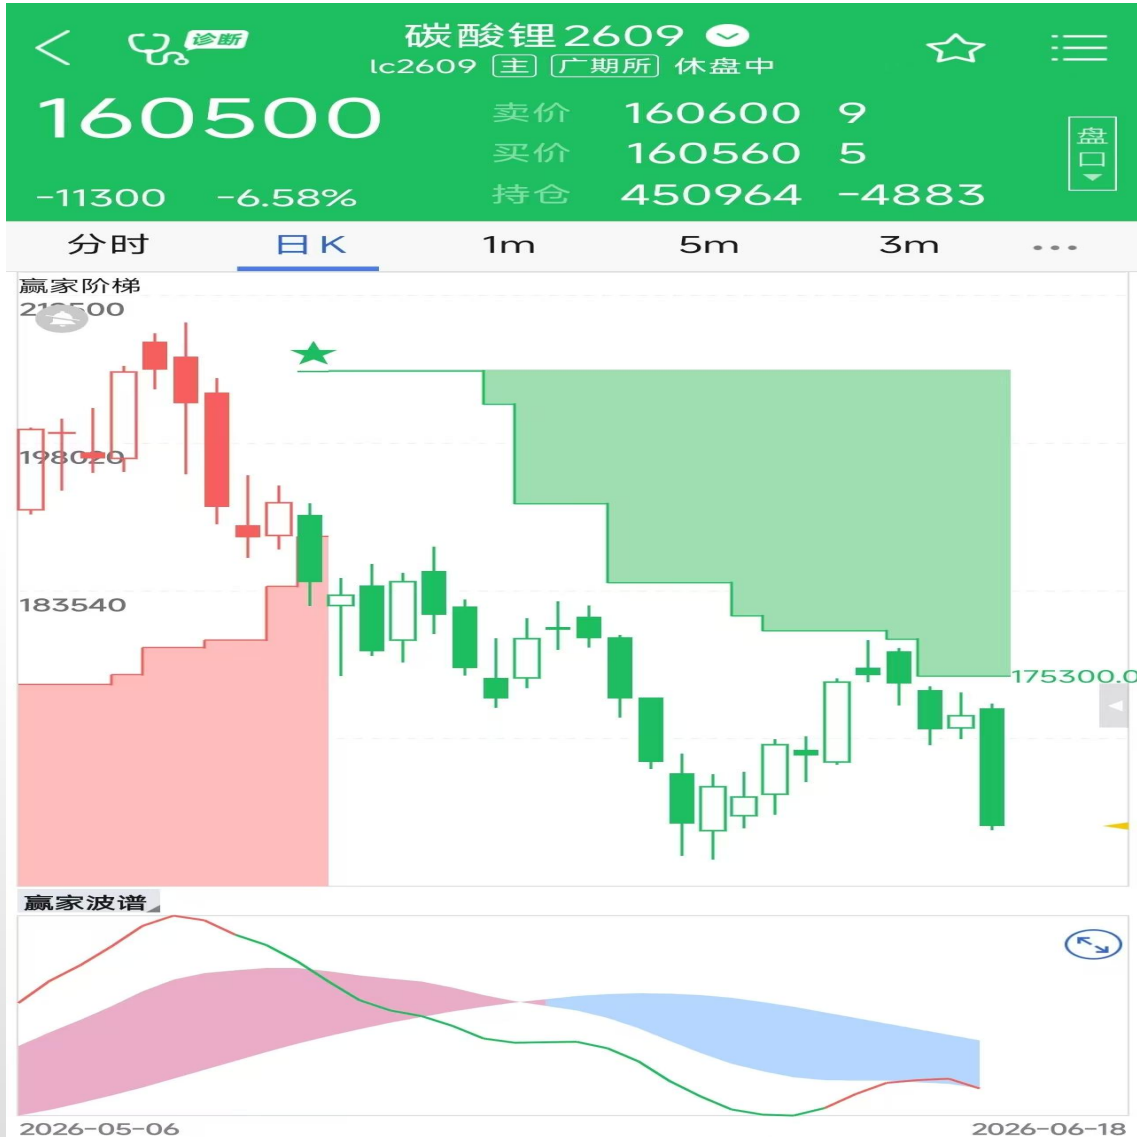 诊断
碳酸锂2609
lc2609 主 广期所 休盘中
160500
-11300 -6.58%
卖价 160600 9
买价 160560 5
持仓 450964 -4883
盘口
分时 日K 1m 5m 3m
赢家阶梯
198020
183540
175300.0
赢家波谱
2026-05-06 2026-06-18